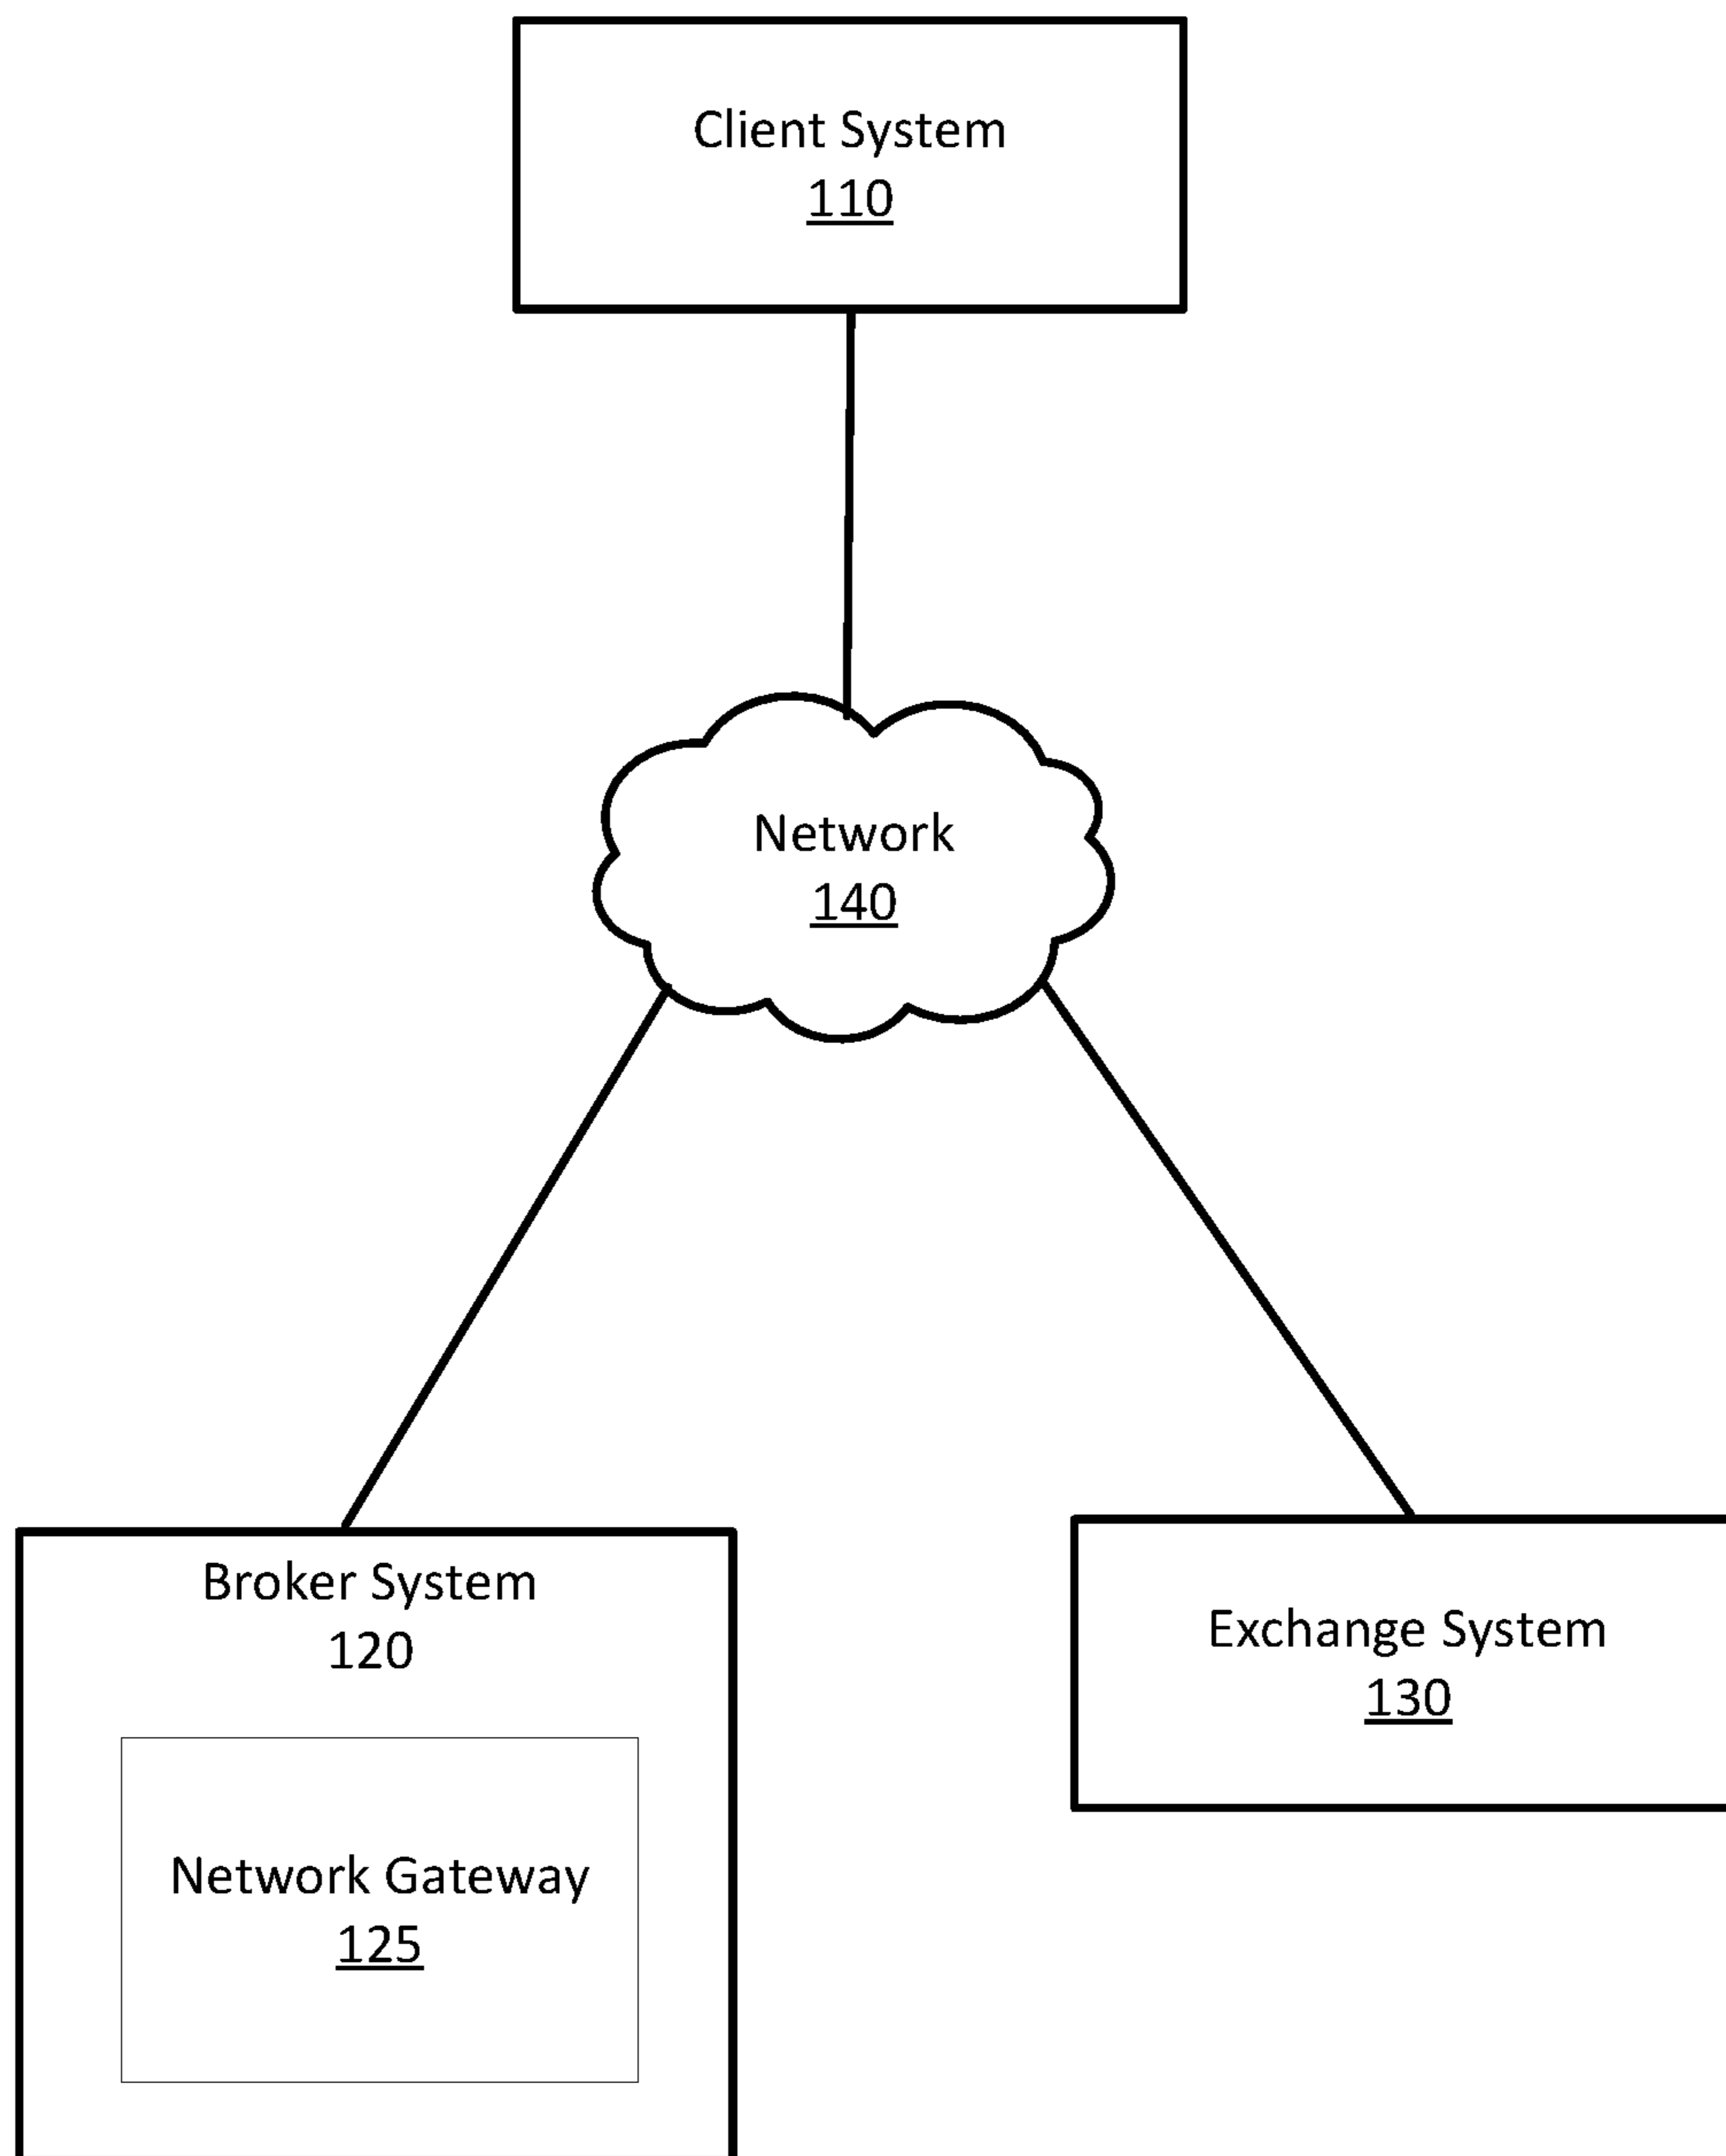 Client System
110
Network
140
Broker System
120
Network Gateway
125
Exchange System
130